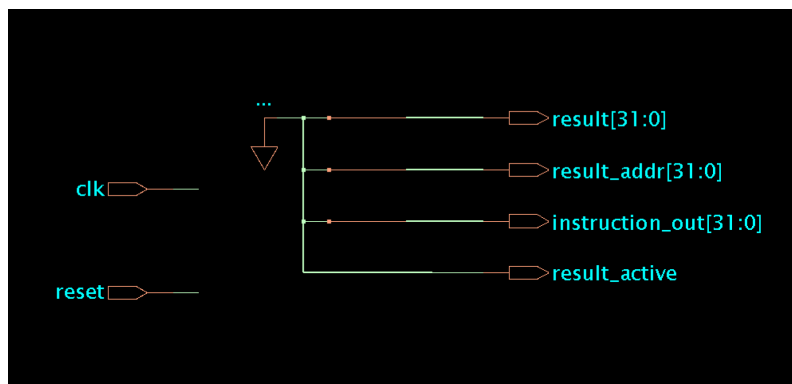 ...
result[31:0]
result_addr[31:0]
clk
instruction_out[31:0]
result_active
reset